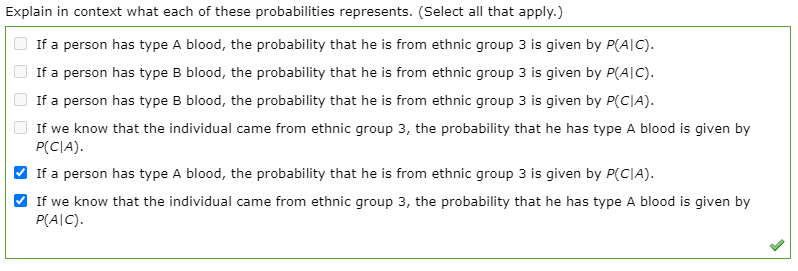 Explain in context what each of these probabilities represents. (Select all that apply.)
If a person has type A blood, the probability that he is from ethnic group 3 is given by P(A|C).
If a person has type B blood, the probability that he is from ethnic group 3 is given by P(A|C).
If a person has type B blood, the probability that he is from ethnic group 3 is given by P(C|A).
If we know that the individual came from ethnic group 3, the probability that he has type A blood is given by
P(C|A).
If a person has type A blood, the probability that he is from ethnic group 3 is given by P(C|A).
If we know that the individual came from ethnic group 3, the probability that he has type A blood is given by
P(A|C).